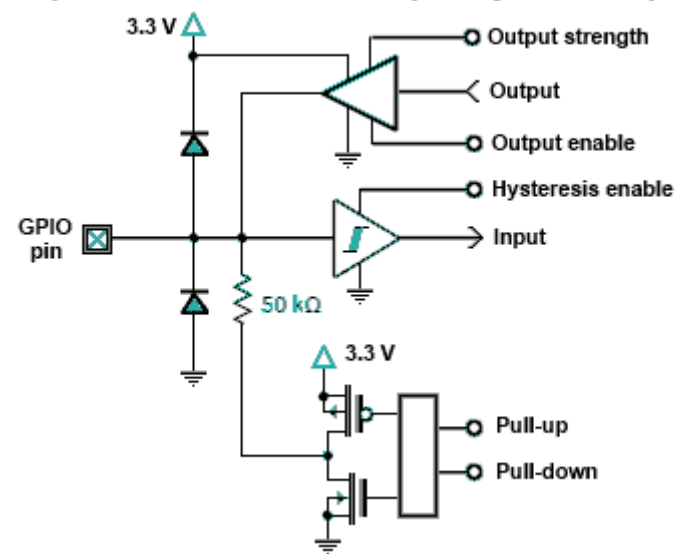 3.3 V
Output strength
Output
Output enable
Hysteresis enable
GPIO
pin
Input
50 kΩ
3.3 V
Pull-up
Pull-down